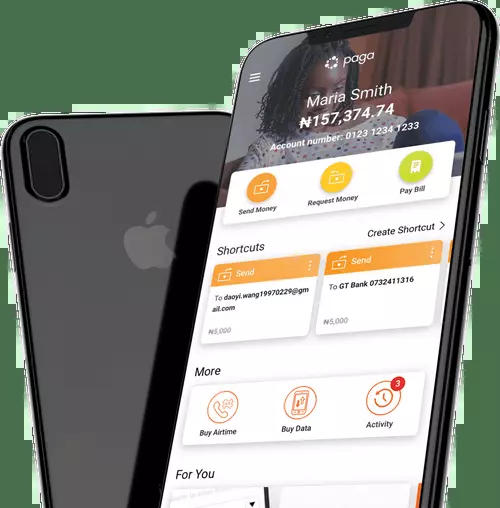 paga
Maria Smith
₦157,374.74
Account number: 0123 1234 1233
Send Money
Request Money
Pay Bill
Shortcuts
Create Shortcut
Send
Send
To daoyi.wang19970229@gm
ail.com
To GT Bank 0732411316
₦5,000
₦5,000
More
3
Buy Airtime
Buy Data
Activity
For You